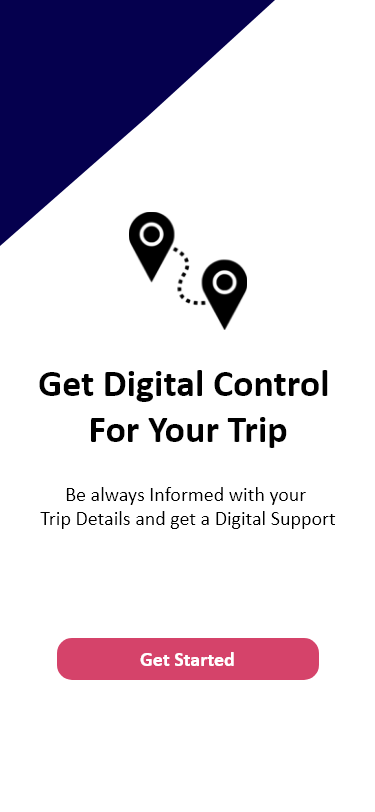 Get Digital Control
For Your Trip
Be always Informed with your
Trip Details and get a Digital Support
Get Started